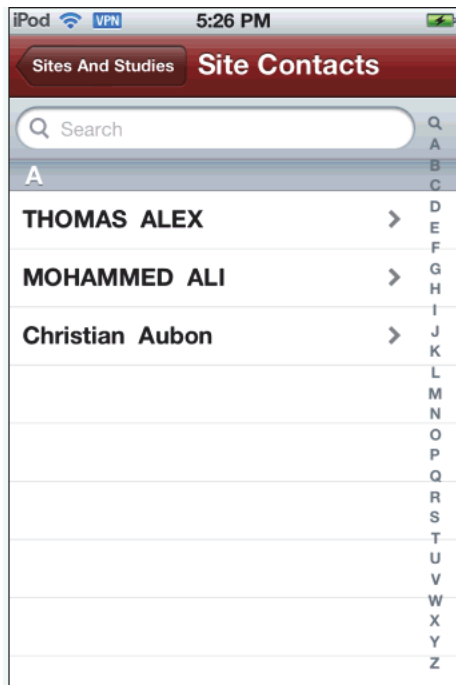 iPod VPN 5:26 PM
Sites And Studies Site Contacts
Search
A
THOMAS ALEX
MOHAMMED ALI
Christian Aubon
A
B
C
D
E
F
G
H
I
J
K
L
M
N
O
P
Q
R
S
T
U
V
W
X
Y
Z